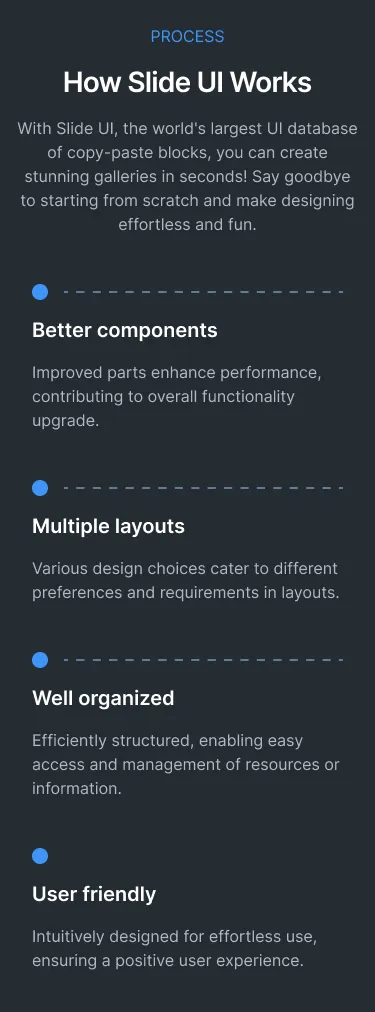 PROCESS
How Slide UI Works
With Slide UI, the world's largest UI database
of copy-paste blocks, you can create
stunning galleries in seconds! Say goodbye
to starting from scratch and make designing
effortless and fun.
Better components
Improved parts enhance performance,
contributing to overall functionality
upgrade.
Multiple layouts
Various design choices cater to different
preferences and requirements in layouts.
Well organized
Efficiently structured, enabling easy
access and management of resources or
information.
User friendly
Intuitively designed for effortless use,
ensuring a positive user experience.